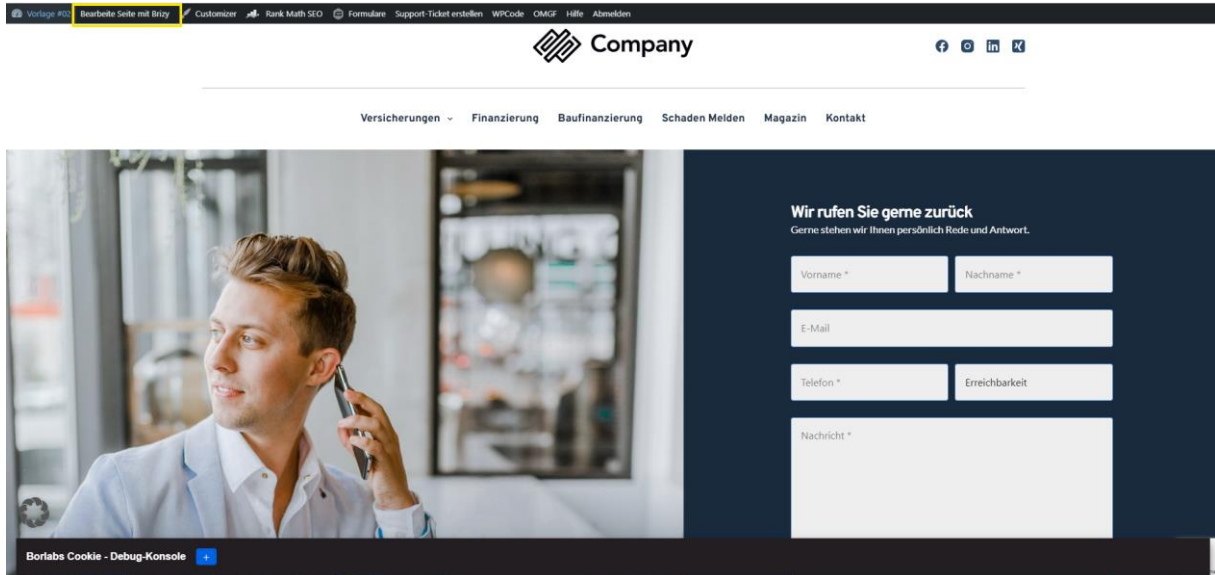 Vorlage #02 Bearbeite Seite mit Brizy Customizer Rank Math SEO Formulare Support-Ticket erstellen WPCode OMGF Hilfe Abmelden
Company
Versicherungen Finanzierung Baufinanzierung Schaden Melden Magazin Kontakt
Wir rufen Sie gerne zurück
Gerne stehen wir Ihnen persönlich Rede und Antwort.
Vorname * Nachname *
E-Mail
Telefon * Erreichbarkeit
Nachricht *
Borlabs Cookie - Debug-Konsole +